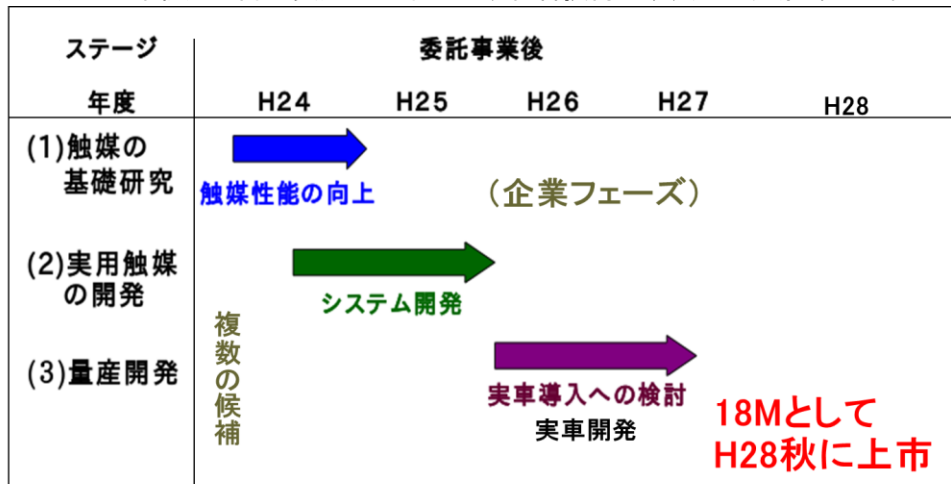 ステージ 委託事業後
年度 H24 H25 H26 H27 H28
(1)触媒の
基礎研究
触媒性能の向上
(企業フェーズ)
(2)実用触媒
の開発
システム開発
複数の候補
(3)量産開発
実車導入への検討
実車開発
18Mとして
H28秋に上市